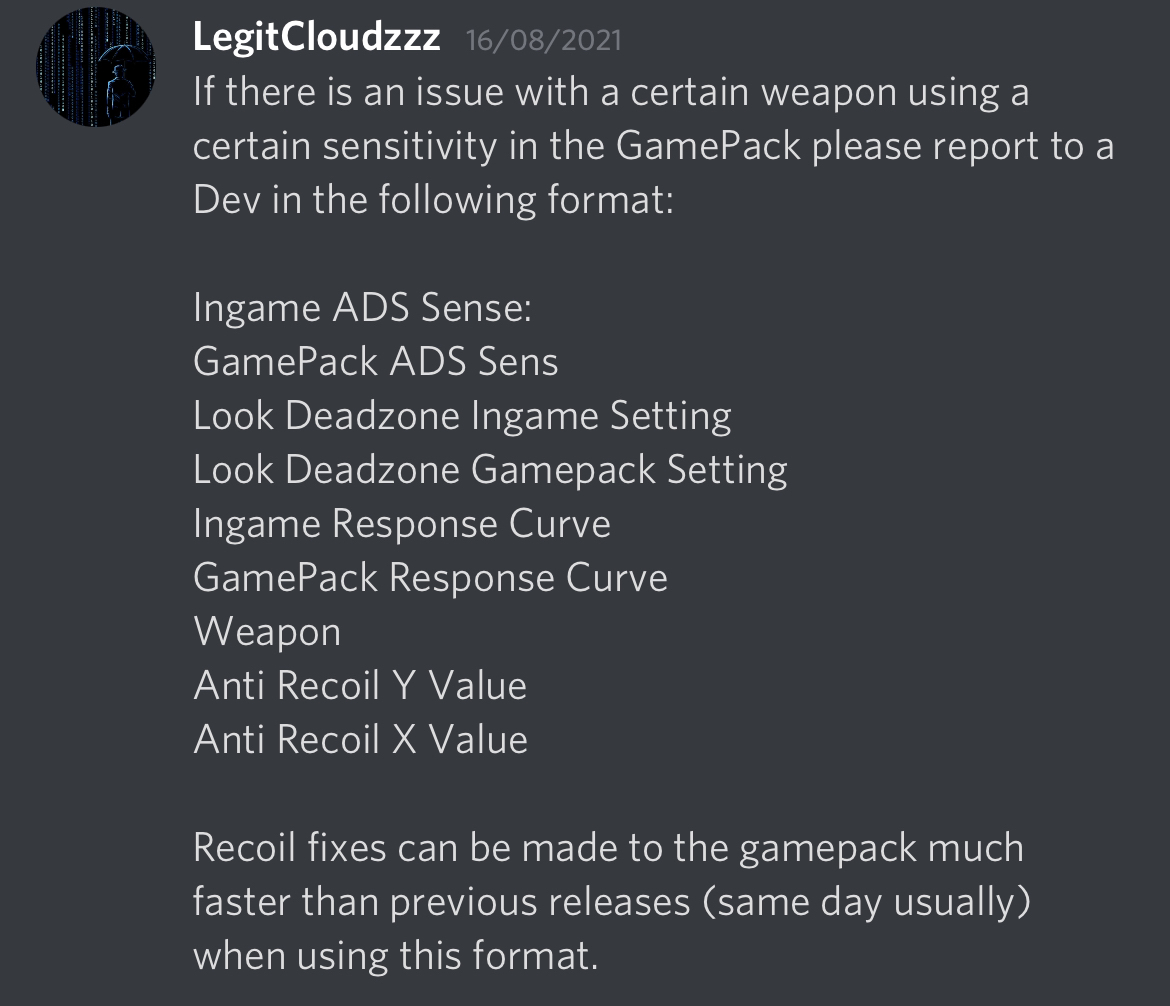 LegitCloudzzz 16/08/2021
If there is an issue with a certain weapon using a
certain sensitivity in the GamePack please report to a
Dev in the following format:
Ingame ADS Sense:
GamePack ADS Sens
Look Deadzone Ingame Setting
Look Deadzone Gamepack Setting
Ingame Response Curve
GamePack Response Curve
Weapon
Anti Recoil Y Value
Anti Recoil X Value
Recoil fixes can be made to the gamepack much
faster than previous releases (same day usually)
when using this format.